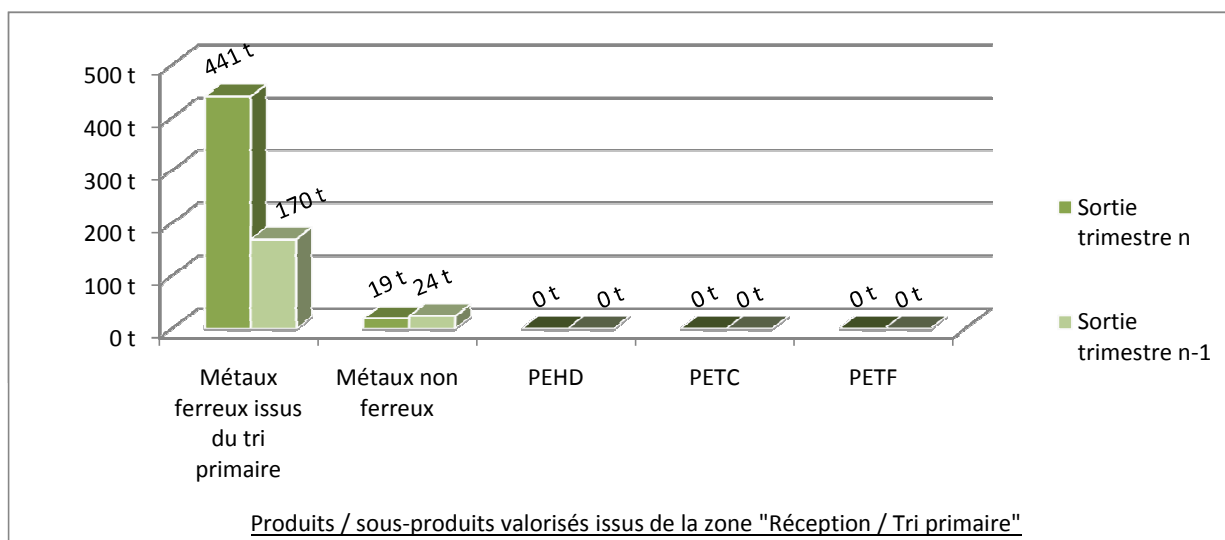 500 t
400 t
300 t
200 t
100 t
0 t
441 t
170 t
19 t
24 t
0 t
0 t
0 t
0 t
0 t
0 t
Métaux
ferreux issus
du tri
primaire
Métaux non
ferreux
PEHD
PETC
PETF
Sortie
trimestre n
Sortie
trimestre n-1
Produits / sous-produits valorisés issus de la zone "Réception / Tri primaire"